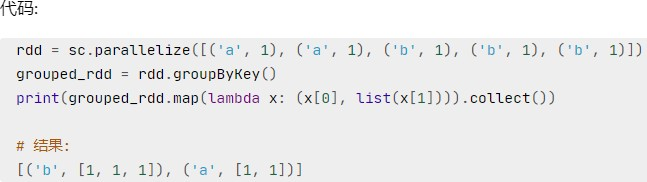 代码:
rdd = sc.parallelize([('a', 1), ('a', 1), ('b', 1), ('b', 1), ('b', 1)])
grouped_rdd = rdd.groupByKey()
print(grouped_rdd.map(lambda x: (x[0], list(x[1]))).collect())
# 结果:
[('b', [1, 1, 1]), ('a', [1, 1])]